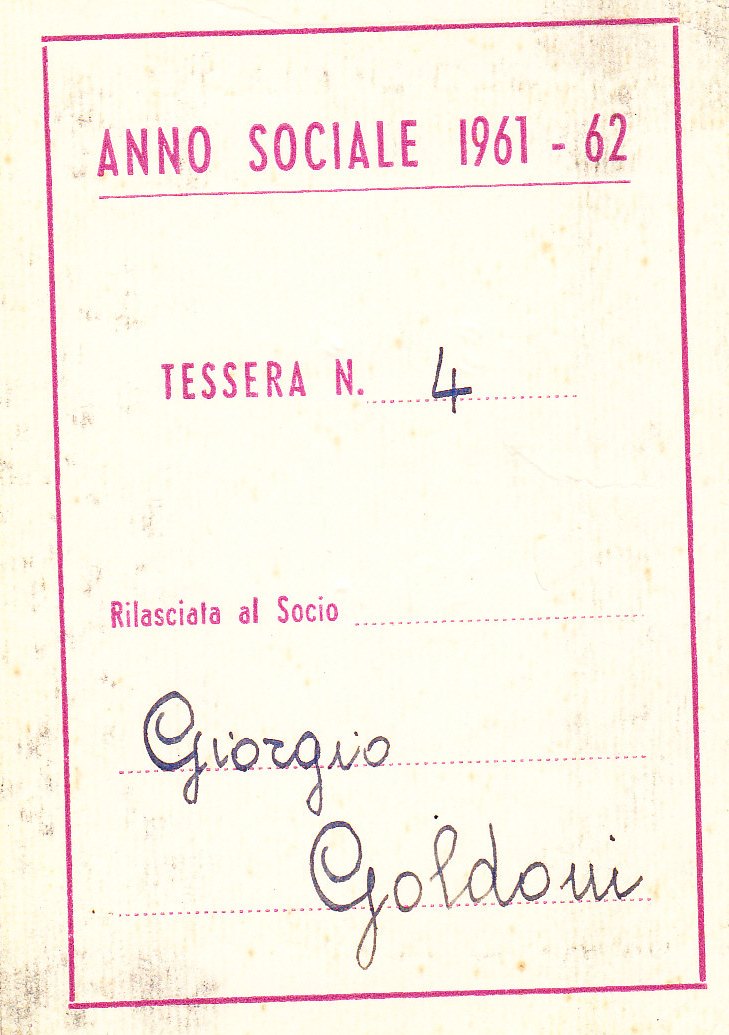 ANNO SOCIALE 1961 - 62
TESSERA N. 4
Rilasciata al Socio
Giorgio
Goldoni